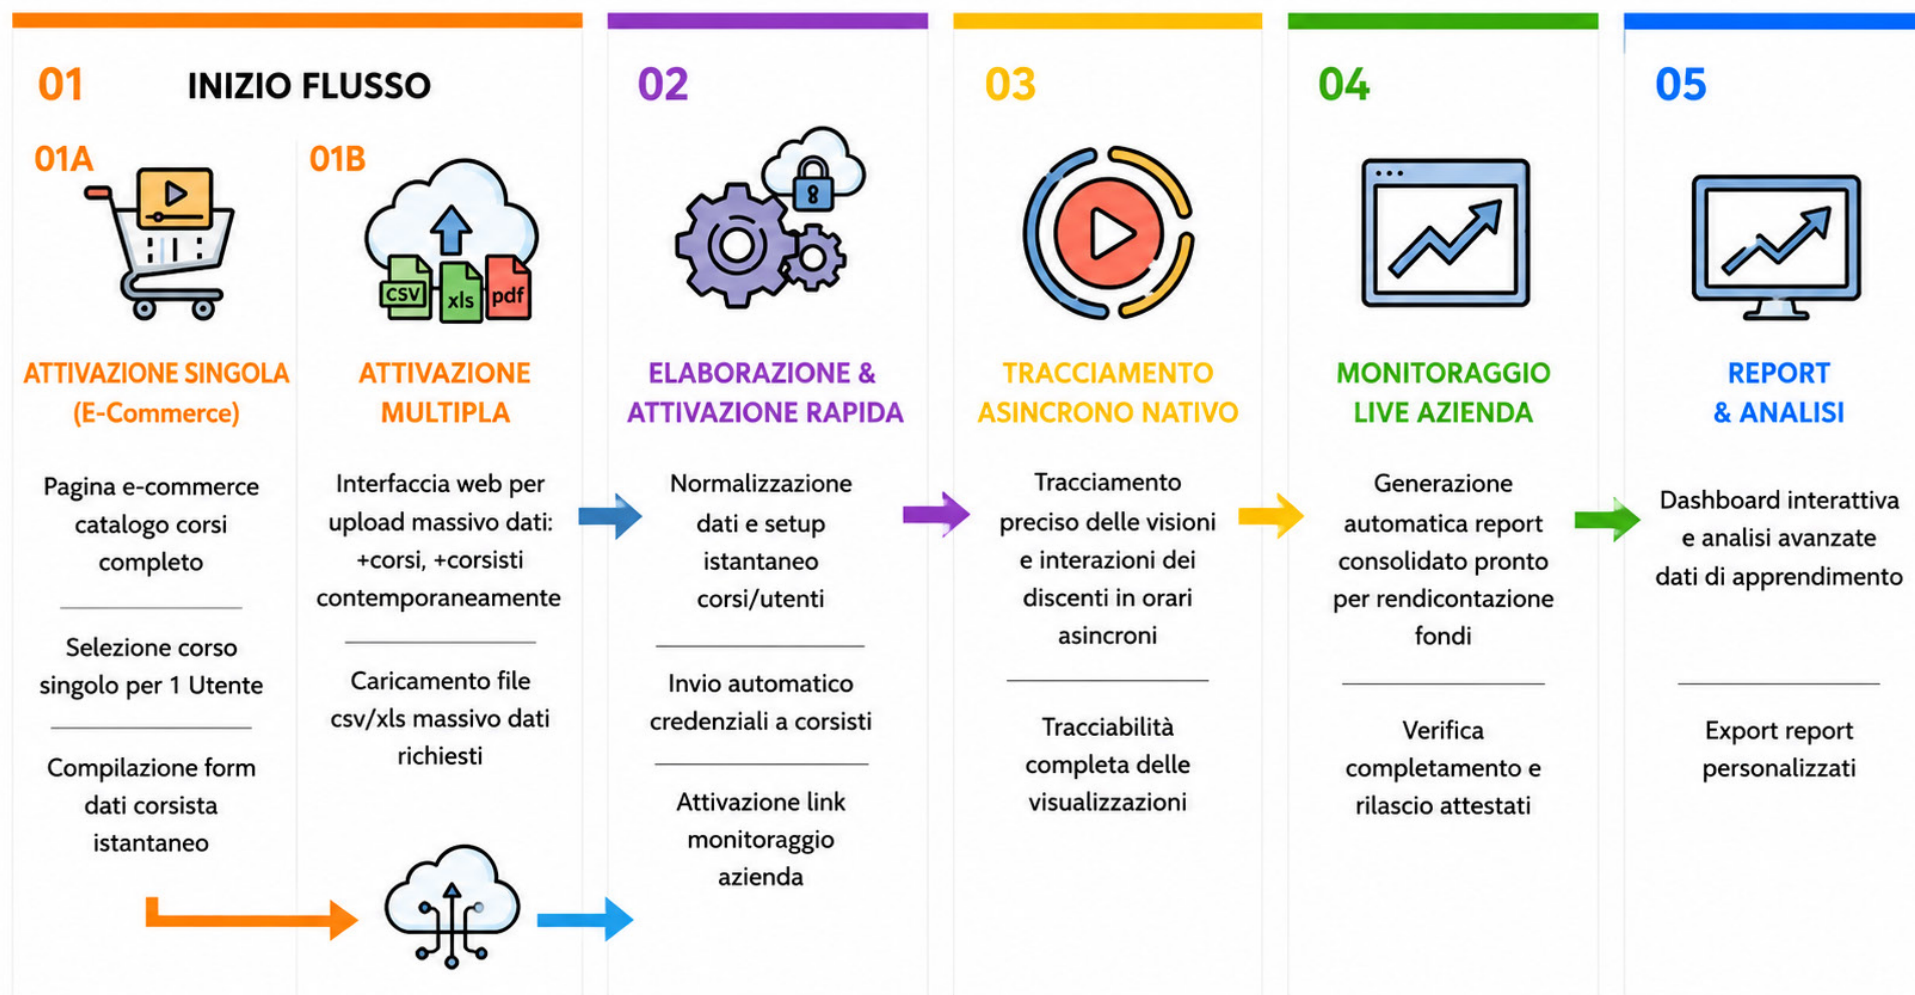 01
INIZIO FLUSSO
01A
ATTIVAZIONE SINGOLA
(E-Commerce)
Pagina e-commerce
catalogo corsi
completo
Selezione corso
singolo per 1 Utente
Compilazione form
dati corsista
istantaneo
01B
CSV
xls
pdf
ATTIVAZIONE
MULTIPLA
Interfaccia web per
upload massivo dati:
+corsi, +corsisti
contemporaneamente
Caricamento file
csv/xls massivo dati
richiesti
02
ELABORAZIONE &
ATTIVAZIONE RAPIDA
Normalizzazione
dati e setup
istantaneo
corsi/utenti
Invio automatico
credenziali a corsisti
Attivazione link
monitoraggio
azienda
03
TRACCIAMENTO
ASINCRONO NATIVO
Tracciamento
preciso delle visioni
e interazioni dei
discenti in orari
asincroni
Tracciabilità
completa delle
visualizzazioni
04
MONITORAGGIO
LIVE AZIENDA
Generazione
automatica report
consolidato pronto
per rendicontazione
fondi
Verifica
completamento e
rilascio attestati
05
REPORT
& ANALISI
Dashboard interattiva
e analisi avanzate
dati di apprendimento
Export report
personalizzati